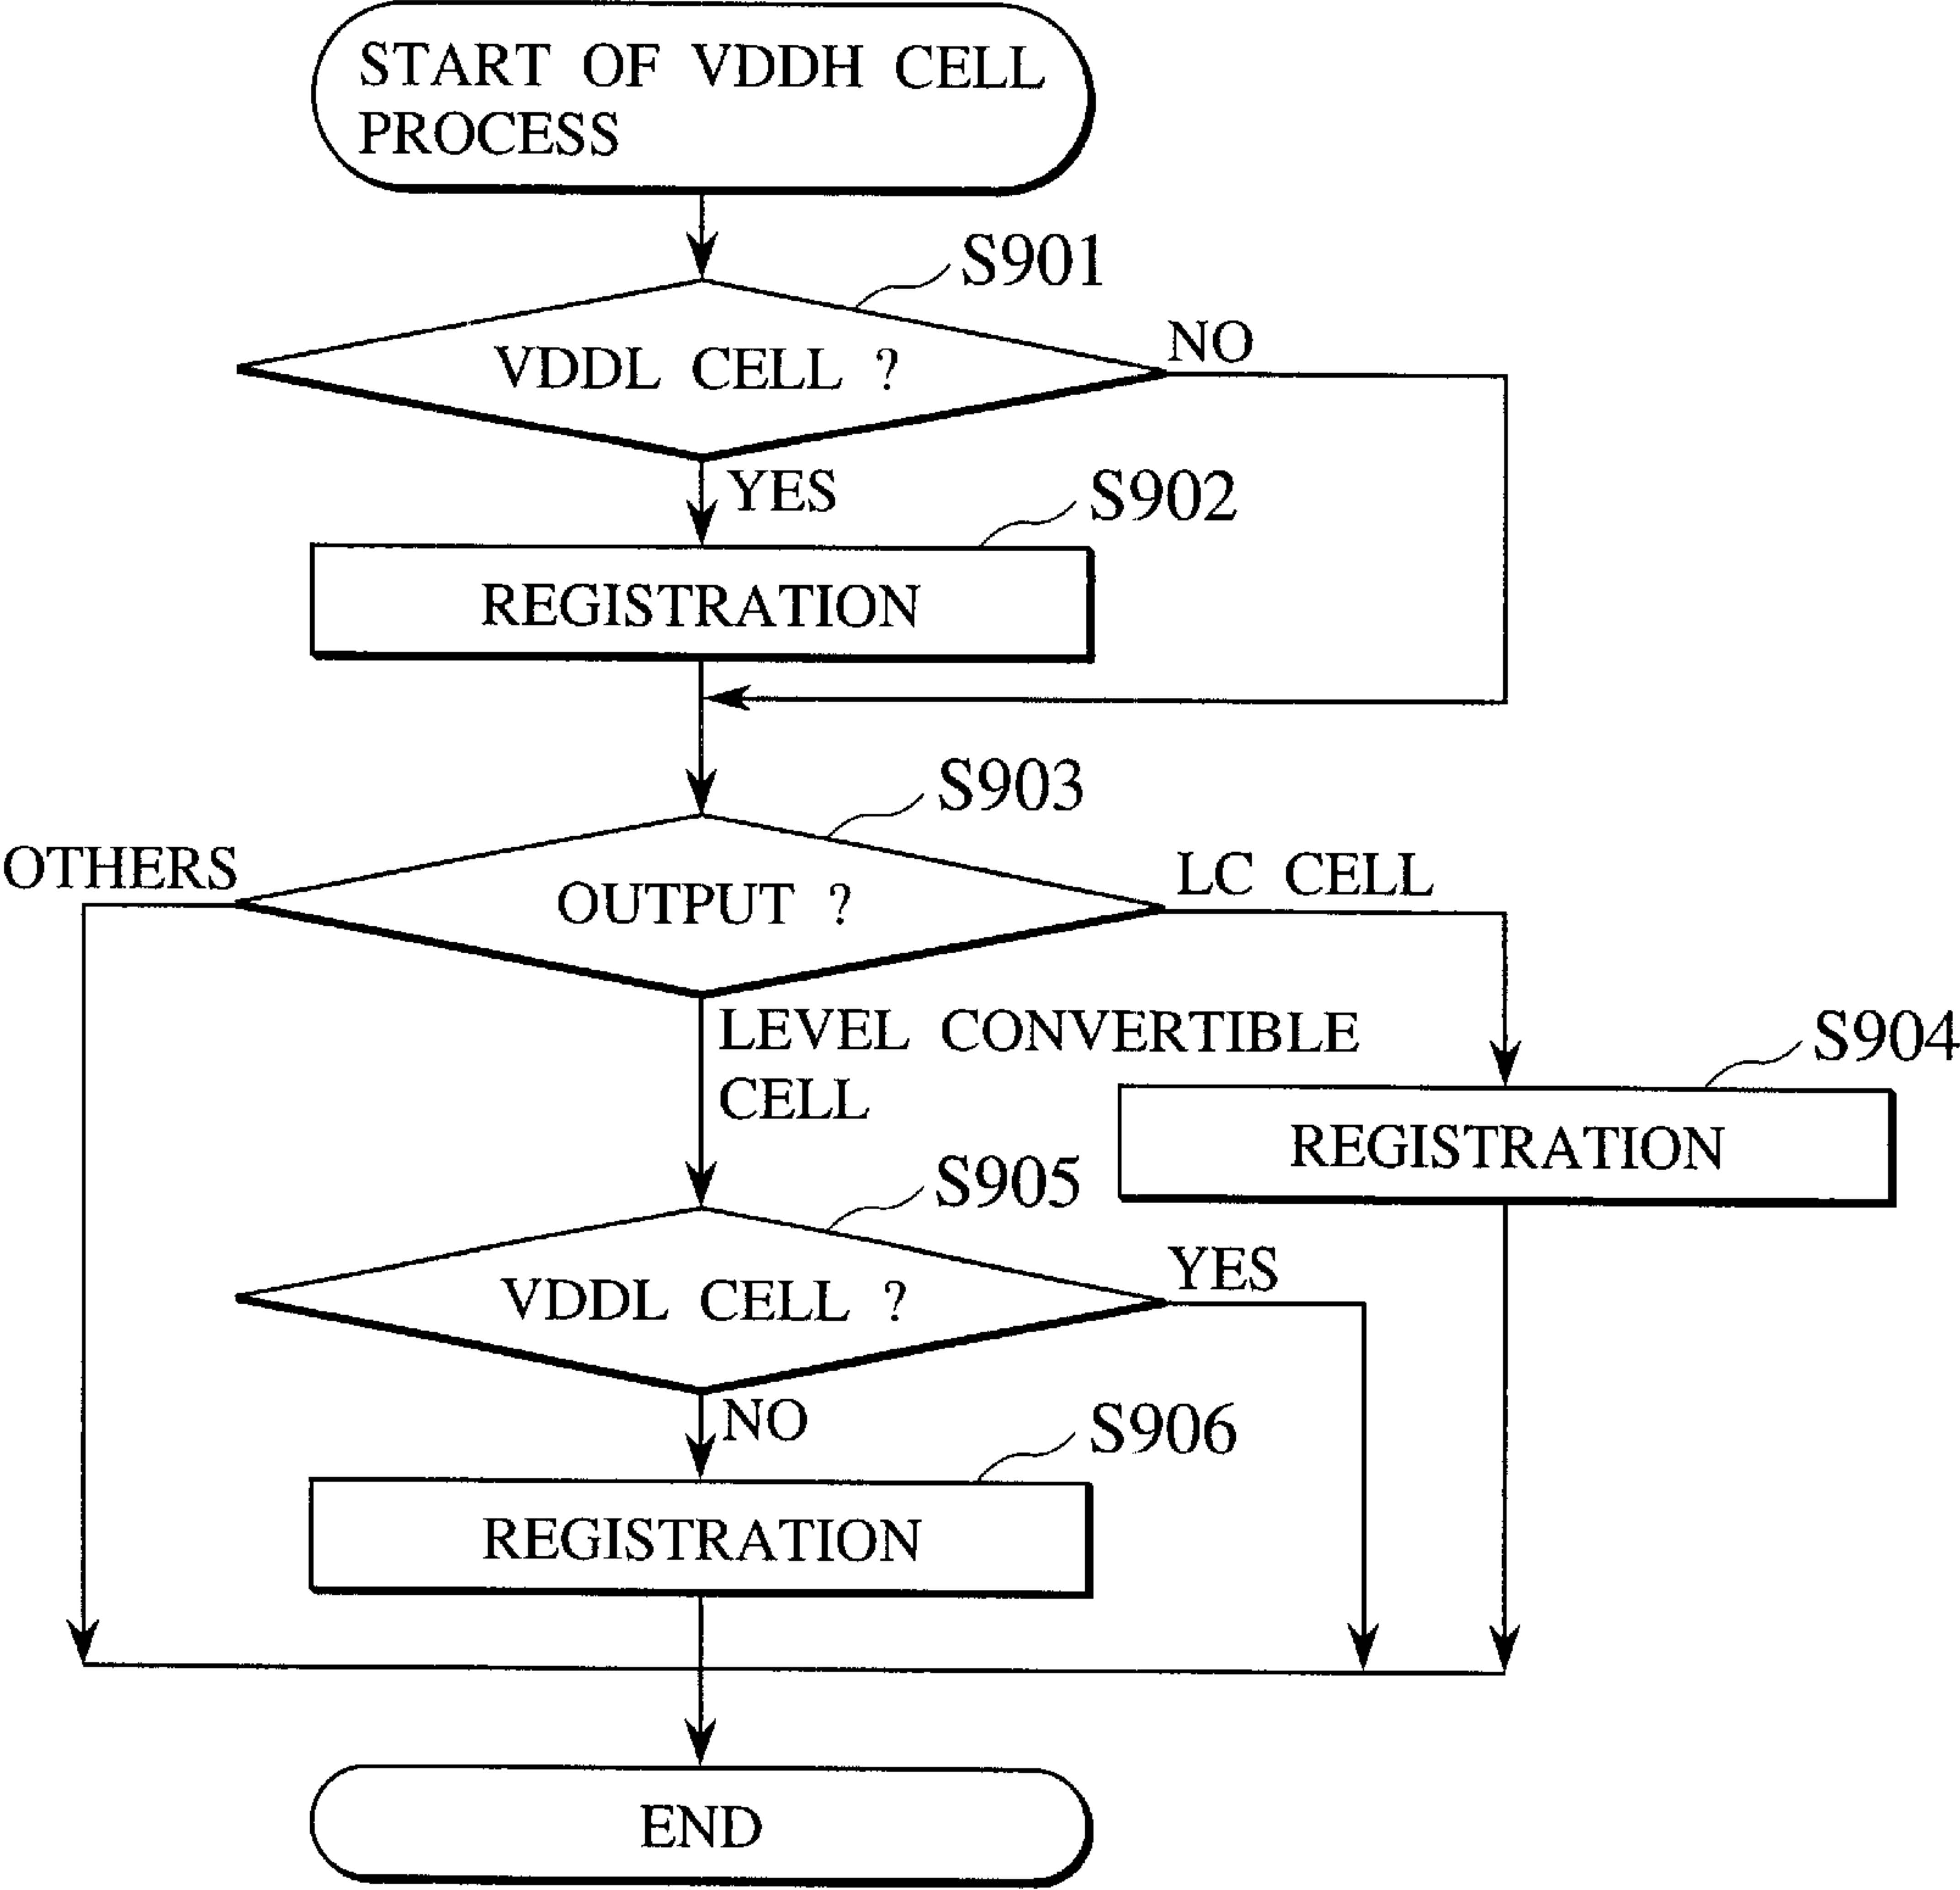 START OF VDDH CELL
PROCESS
S901
VDDL CELL ?
NO
YES
S902
REGISTRATION
S903
OTHERS
OUTPUT ?
LC CELL
LEVEL CONVERTIBLE
CELL
S904
REGISTRATION
S905
VDDL CELL ?
YES
NO
S906
REGISTRATION
END